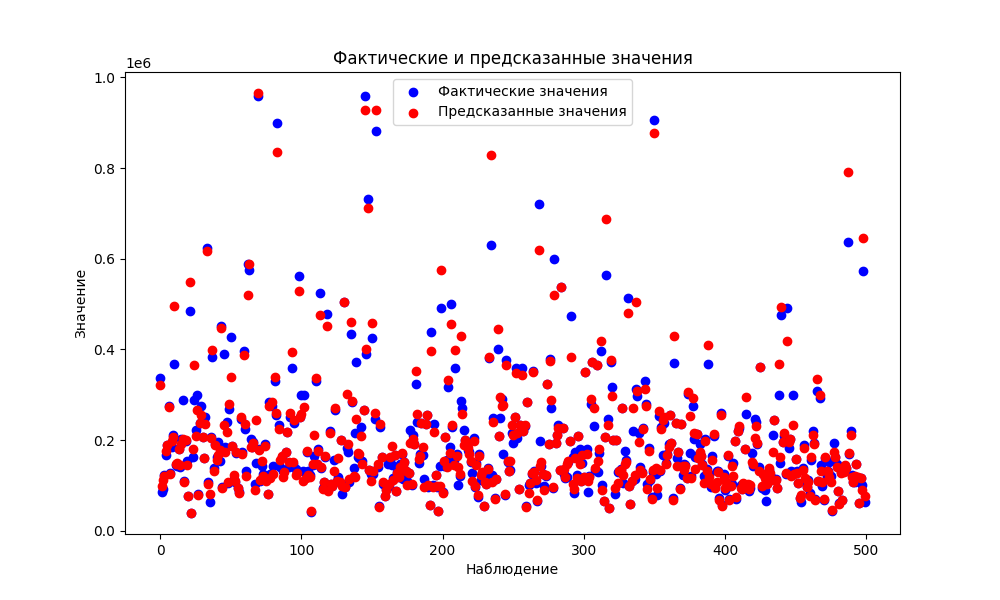 Фактические и предсказанные значения
1e6
1.0
0.8
0.6
0.4
0.2
0.0
Значение
Фактические значения
Предсказанные значения
0 100 200 300 400 500
Наблюдение